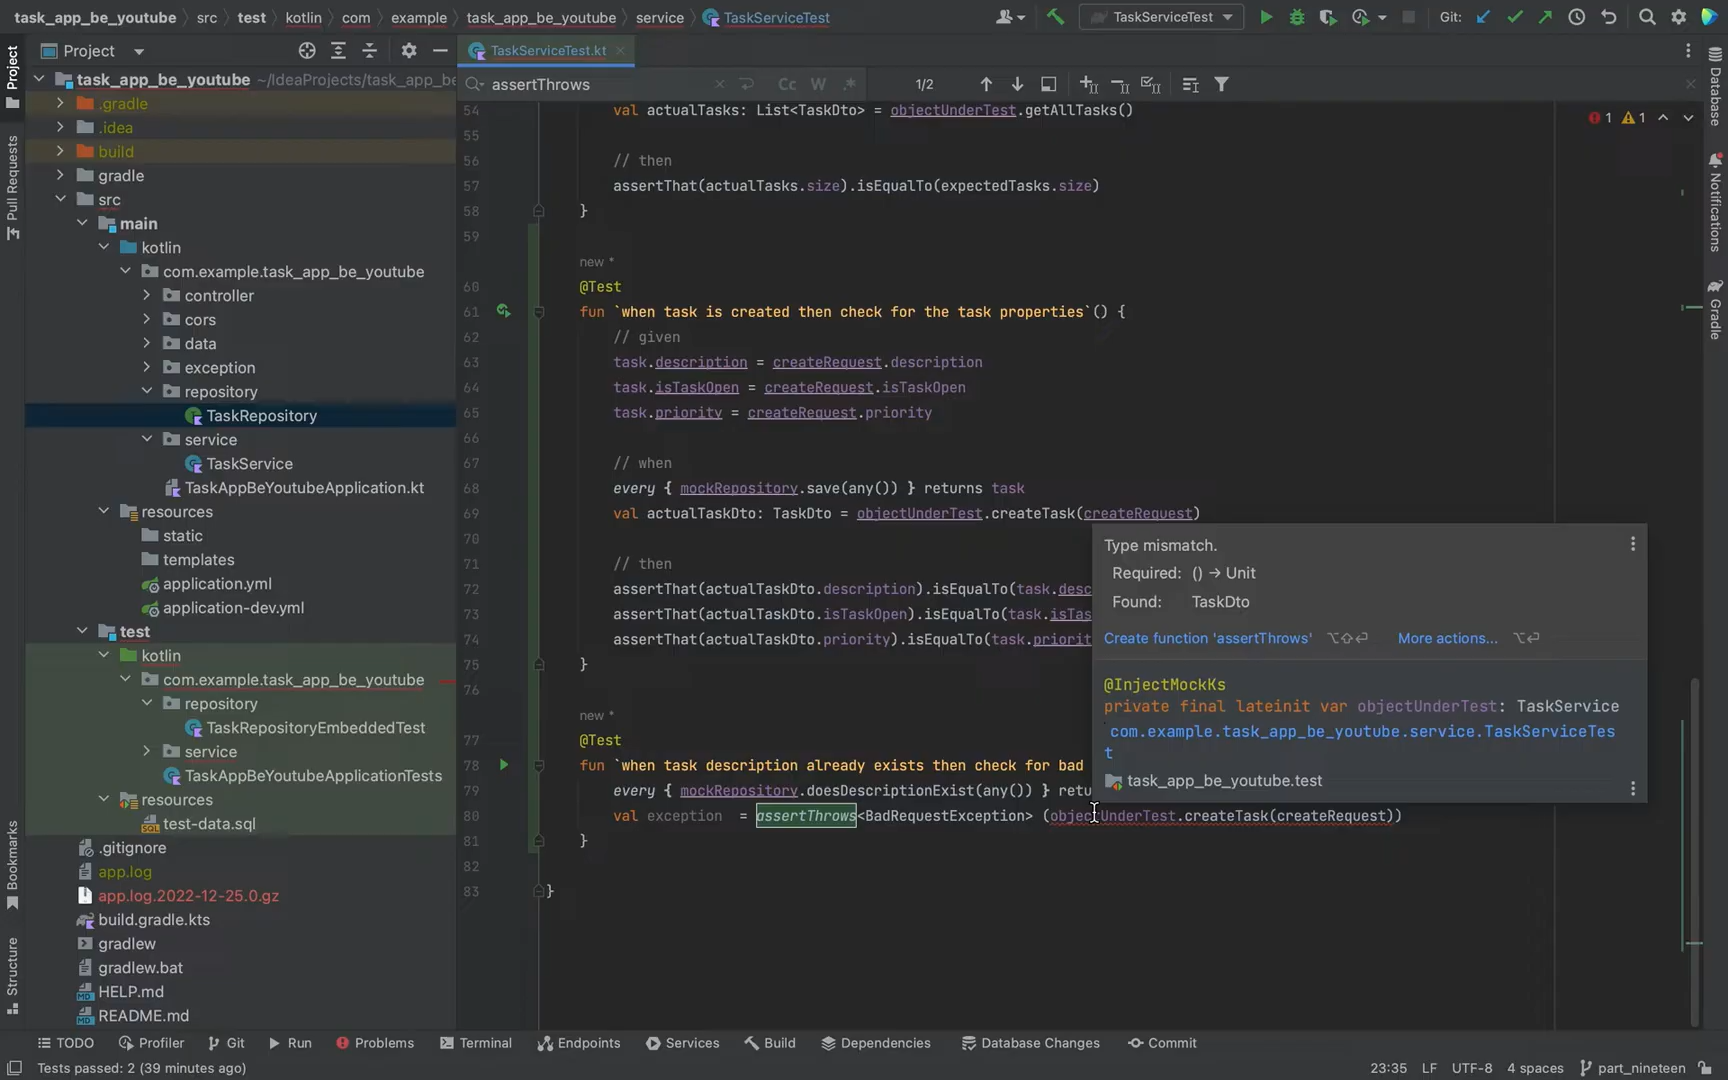 task_app_be_youtube src test kotlin com example task_app_be_youtube service TaskServiceTest
TaskServiceTest
Git:
Project
TaskServiceTest.kt
assertThrows
Cc W .*
1/2
Project
Pull Requests
Bookmarks
Structure
task_app_be_youtube ~/IdeaProjects/task_app_be
.gradle
.idea
build
gradle
src
main
kotlin
com.example.task_app_be_youtube
controller
cors
data
exception
repository
TaskRepository
service
TaskService
TaskAppBeYoutubeApplication.kt
resources
static
templates
application.yml
application-dev.yml
test
kotlin
com.example.task_app_be_youtube
repository
TaskRepositoryEmbeddedTest
service
TaskAppBeYoutubeApplicationTests
resources
test-data.sql
.gitignore
app.log
app.log.2022-12-25.0.gz
build.gradle.kts
gradlew
gradlew.bat
HELP.md
README.md
1 1
54 val actualTasks: List<TaskDto> = objectUnderTest.getAllTasks()
55
56 // then
57 assertThat(actualTasks.size).isEqualTo(expectedTasks.size)
58 }
59
new *
60 @Test
61 fun `when task is created then check for the task properties`() {
62 // given
63 task.description = createRequest.description
64 task.isTaskOpen = createRequest.isTaskOpen
65 task.priority = createRequest.priority
66
67 // when
68 every { mockRepository.save(any()) } returns task
69 val actualTaskDto: TaskDto = objectUnderTest.createTask(createRequest)
70
71 // then
72 assertThat(actualTaskDto.description).isEqualTo(task.desc
73 assertThat(actualTaskDto.isTaskOpen).isEqualTo(task.isTas
74 assertThat(actualTaskDto.priority).isEqualTo(task.priorit
75 }
76
new *
77 @Test
78 fun `when task description already exists then check for bad
79 every { mockRepository.doesDescriptionExist(any()) } retu
80 val exception = assertThrows<BadRequestException> (objectUnderTest.createTask(createRequest))
81 }
82
83 }
Type mismatch.
Required: () → Unit
Found: TaskDto
Create function 'assertThrows' ⌥⇧⏎ More actions... ⌥⏎
@InjectMockKs
private final lateinit var objectUnderTest: TaskService
com.example.task_app_be_youtube.service.TaskServiceTes
t
task_app_be_youtube.test
Database
Notifications
Gradle
TODO Profiler Git Run Problems Terminal Endpoints Services Build Dependencies Database Changes Commit
Tests passed: 2 (39 minutes ago)
23:35 LF UTF-8 4 spaces part_nineteen